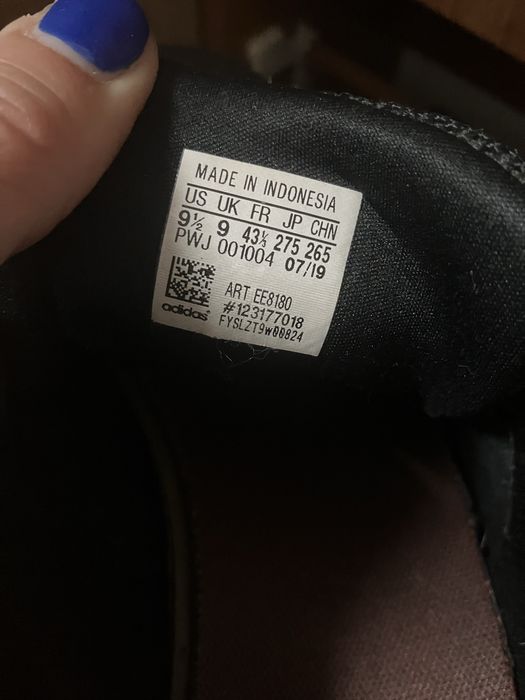 MADE IN INDONESIA
US UK FR JP CHN
9½ 9 43⅓ 275 265
PWJ 001004 07/19
ART EE8180
#123177018
adidas® FYSLZT9W00824